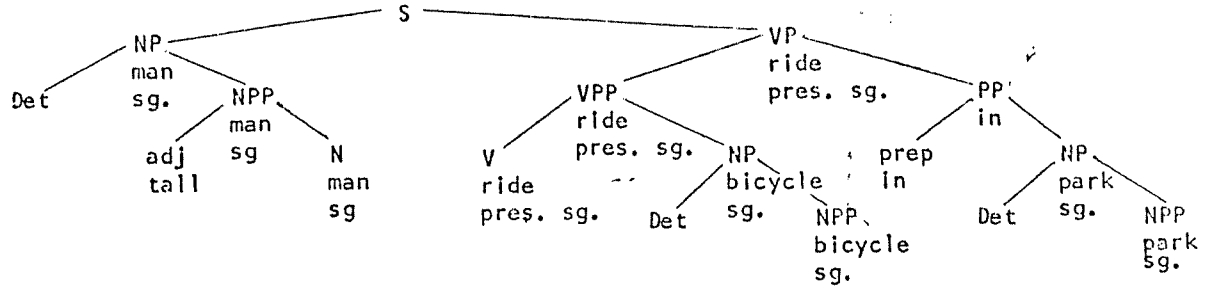 S
NP
man
sg.
VP
ride
pres. sg.
Det
NPP
man
sg
VPP
ride
pres. sg.
PP
in
adj
tall
N
man
sg
V
ride
pres. sg.
NP
bicycle
sg.
prep
in
NP
park
sg.
Det
NPP
bicycle
sg.
Det
NPP
park
sg.